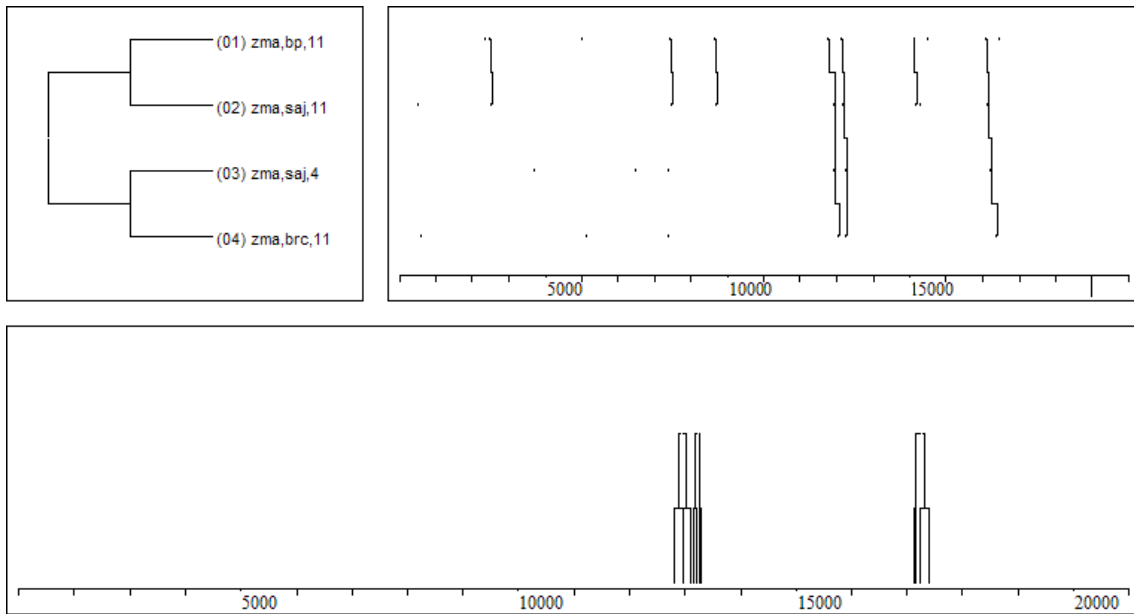 (01) zma,bp,11
(02) zma,saj,11
(03) zma,saj,4
(04) zma,brc,11
5000 10000 15000
5000 10000 15000 20000